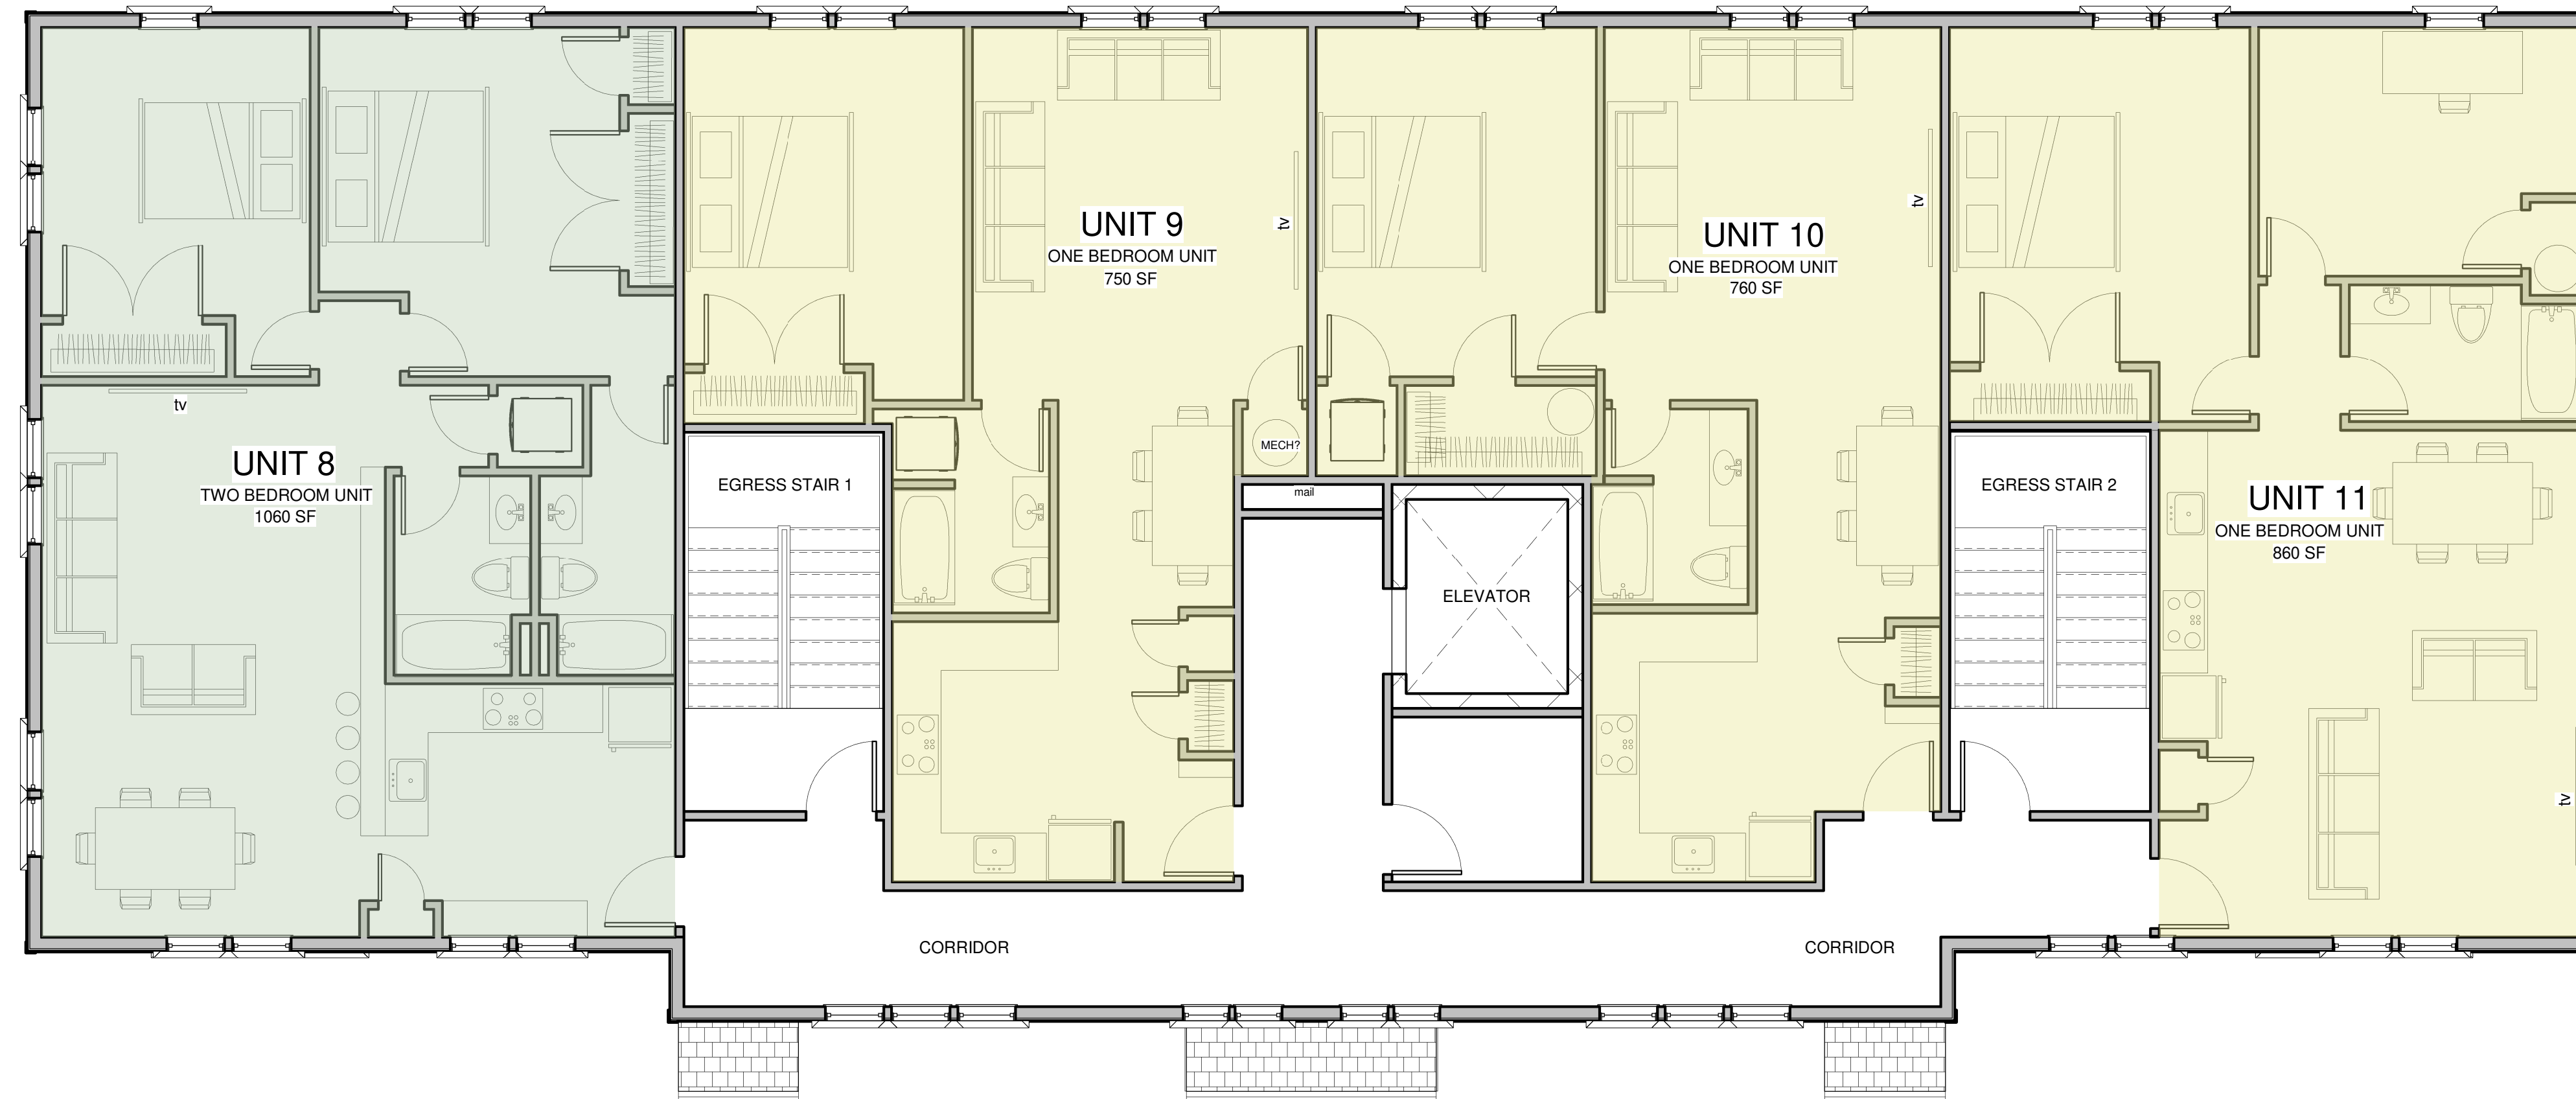 UNIT 8
TWO BEDROOM UNIT
1060 SF
tv
EGRESS STAIR 1
UNIT 9
ONE BEDROOM UNIT
750 SF
tv
MECH?
mail
ELEVATOR
UNIT 10
ONE BEDROOM UNIT
760 SF
tv
EGRESS STAIR 2
UNIT 11
ONE BEDROOM UNIT
860 SF
tv
CORRIDOR
CORRIDOR